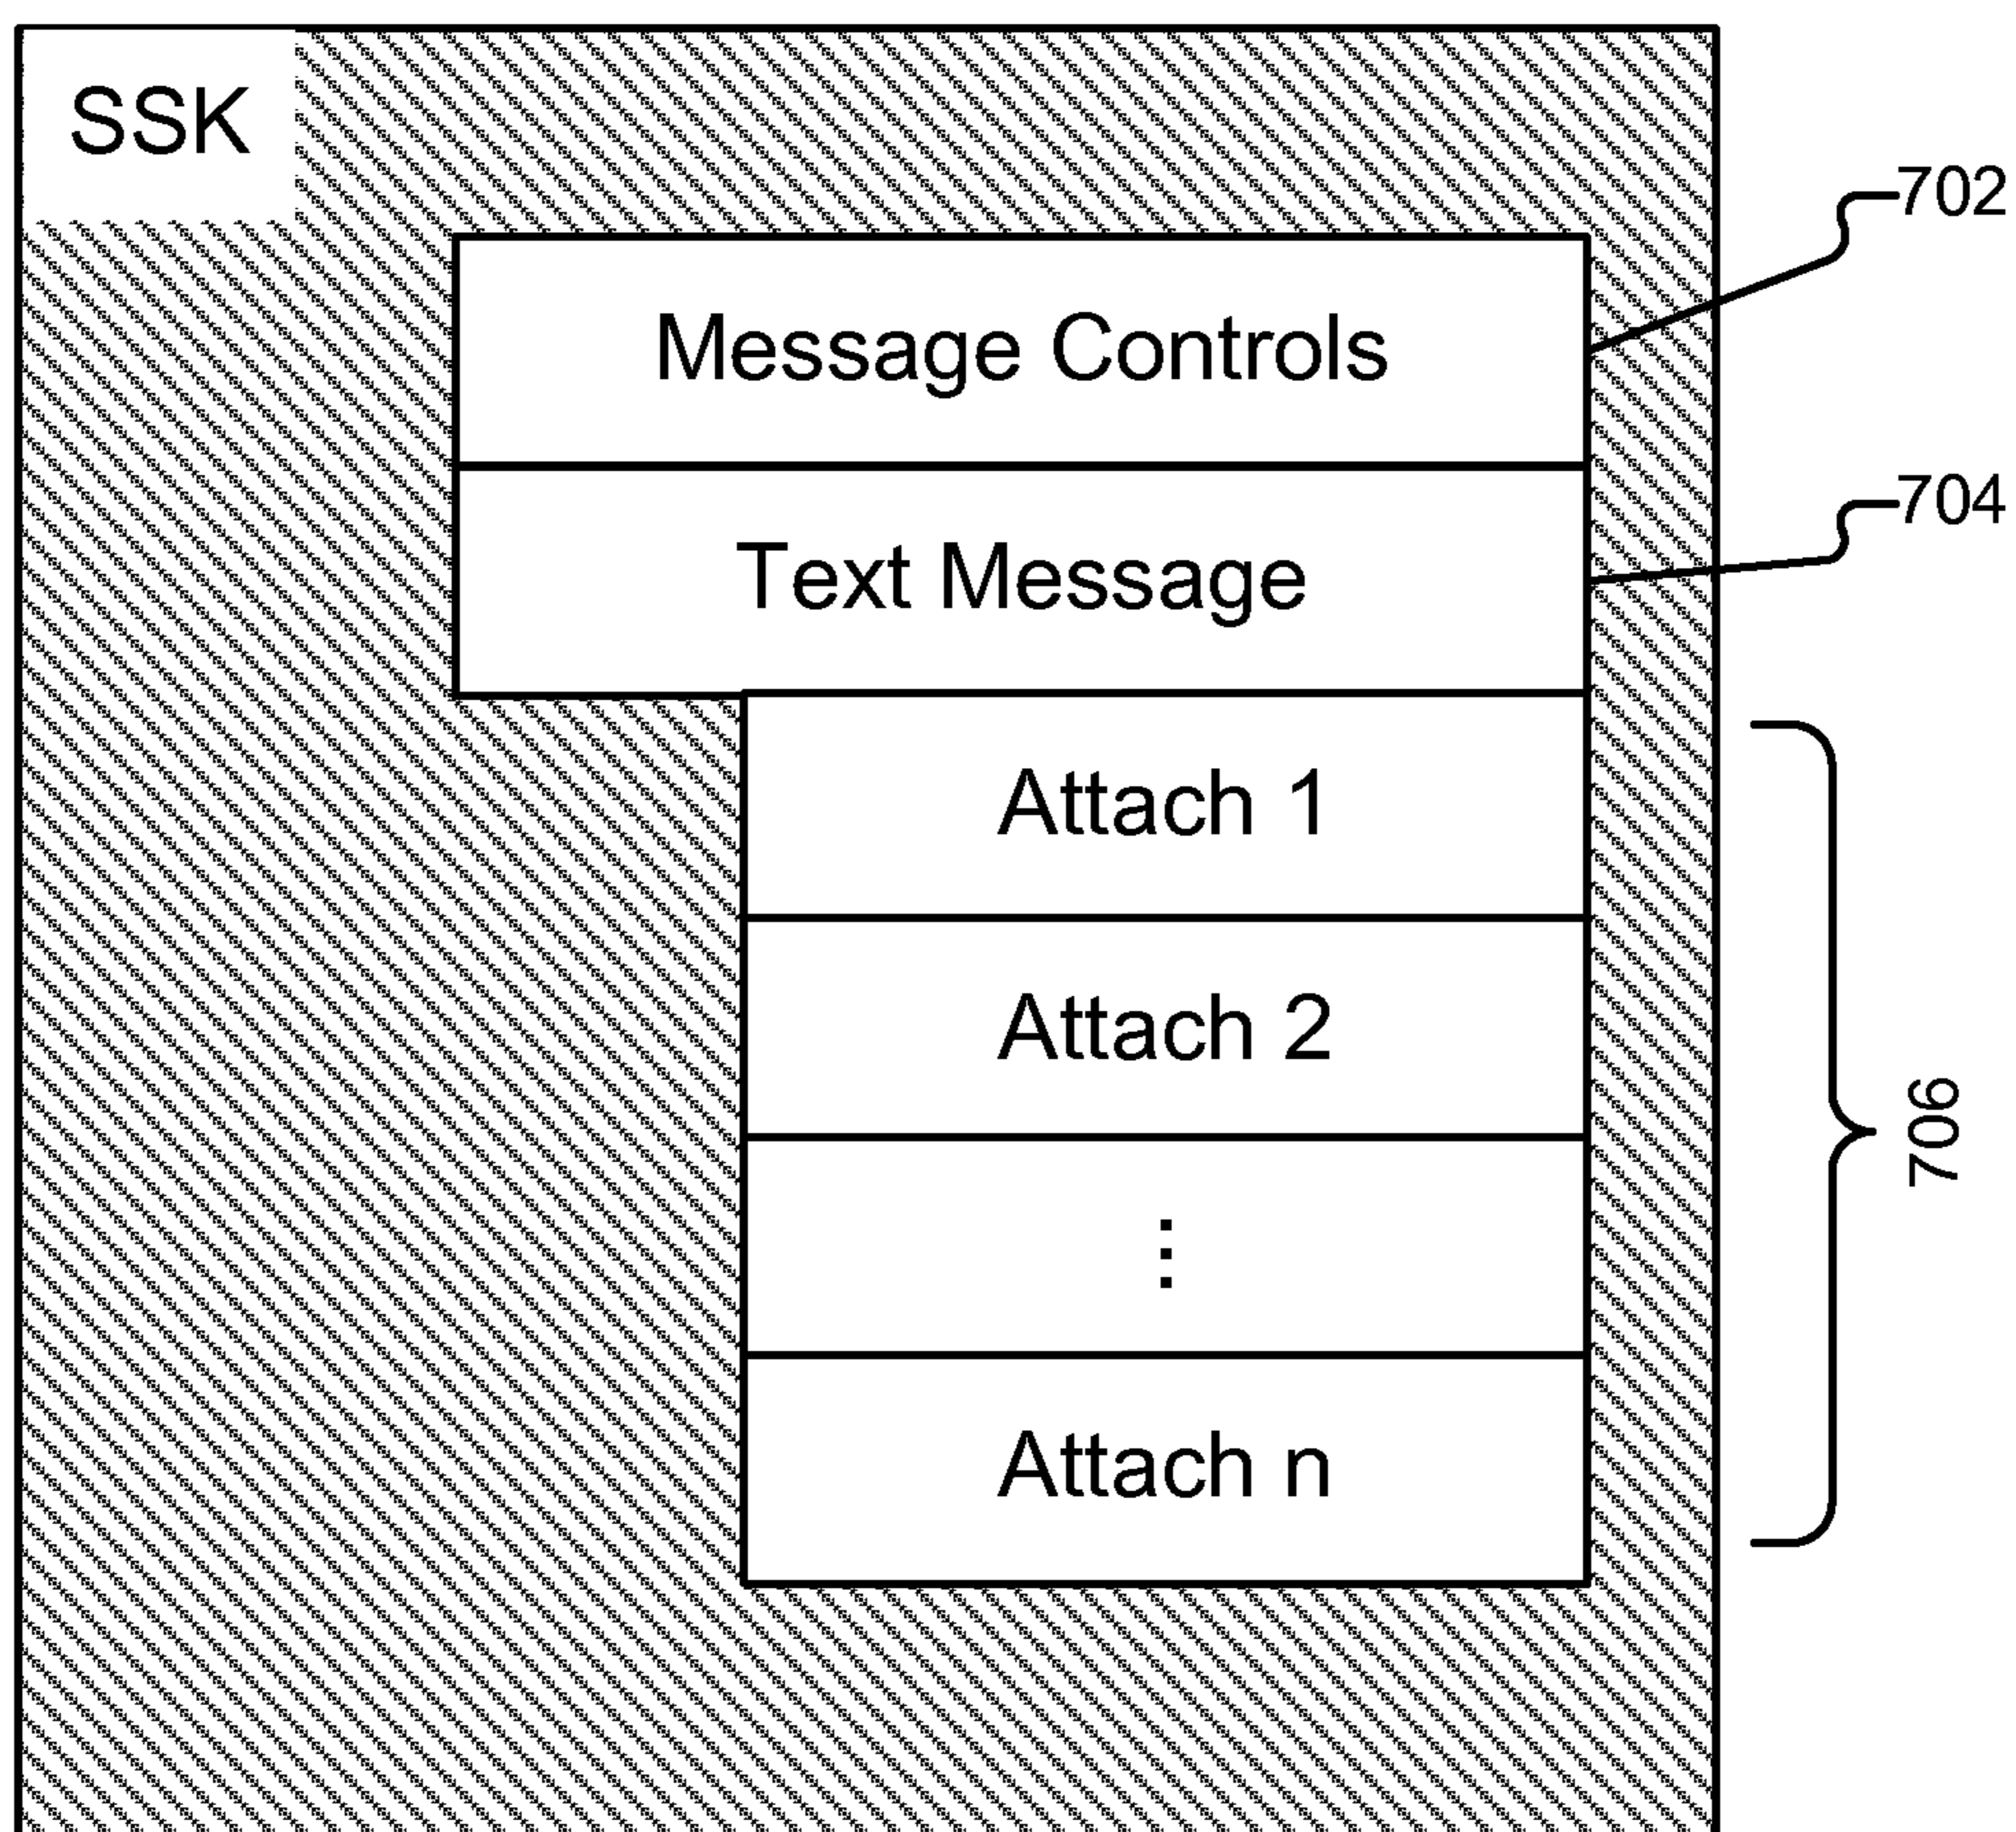 SSK
702
Message Controls
704
Text Message
Attach 1
Attach 2
706
⋮
Attach n